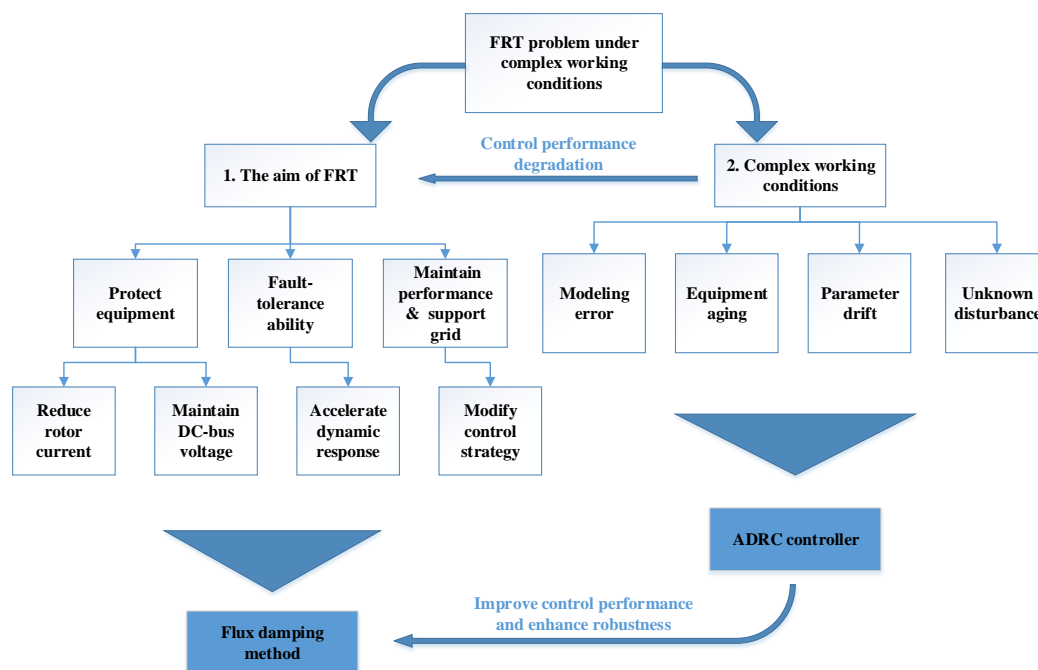 FRT problem under
complex working
conditions
Control performance
degradation
1. The aim of FRT
2. Complex working
conditions
Protect
equipment
Fault-
tolerance
ability
Maintain
performance
& support
grid
Modeling
error
Equipment
aging
Parameter
drift
Unknown
disturbance
Reduce
rotor
current
Maintain
DC-bus
voltage
Accelerate
dynamic
response
Modify
control
strategy
ADRC controller
Improve control performance
and enhance robustness
Flux damping
method